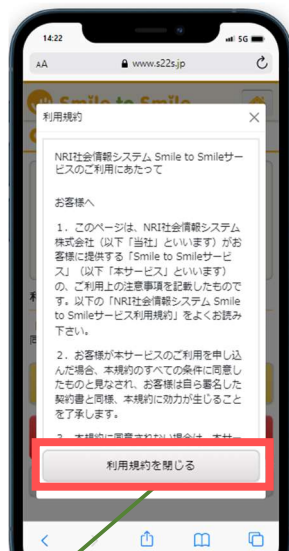 14:22
5G
AA
www.s22s.jp
Smile to Smile
利用規約
NRI社会情報システム Smile to Smileサー
ビスのご利用にあたって
お客様へ
1．このページは、NRI社会情報システム
株式会社（以下「当社」といいます）がお
客様に提供する「Smile to Smileサービ
ス」（以下「本サービス」といいます）
の、ご利用上の注意事項を記載したもので
す。以下の「NRI社会情報システム Smile
to Smileサービス利用規約」をよくお読み
下さい。
2．お客様が本サービスのご利用を申し込
んだ場合、本規約のすべての条件に同意し
たものと見なされ、お客様は自ら署名した
契約書と同様、本規約に効力が生じること
を了承します。
利用規約を閉じる